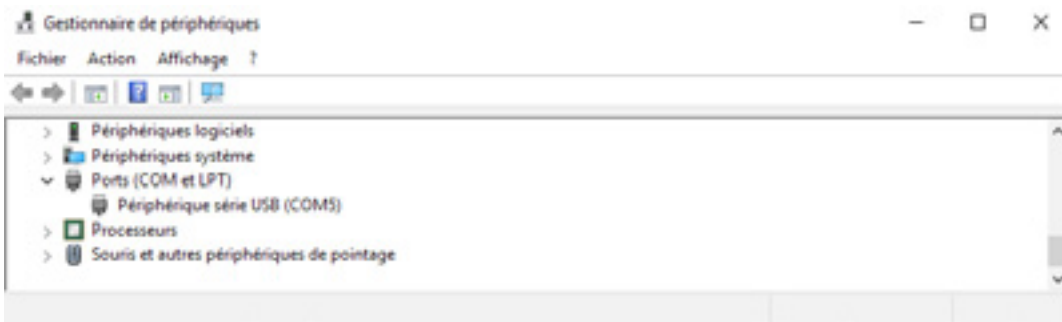 Gestionnaire de périphériques
Fichier Action Affichage ?
Périphériques logiciels
Périphériques système
Ports (COM et LPT)
Périphérique série USB (COM5)
Processeurs
Souris et autres périphériques de pointage